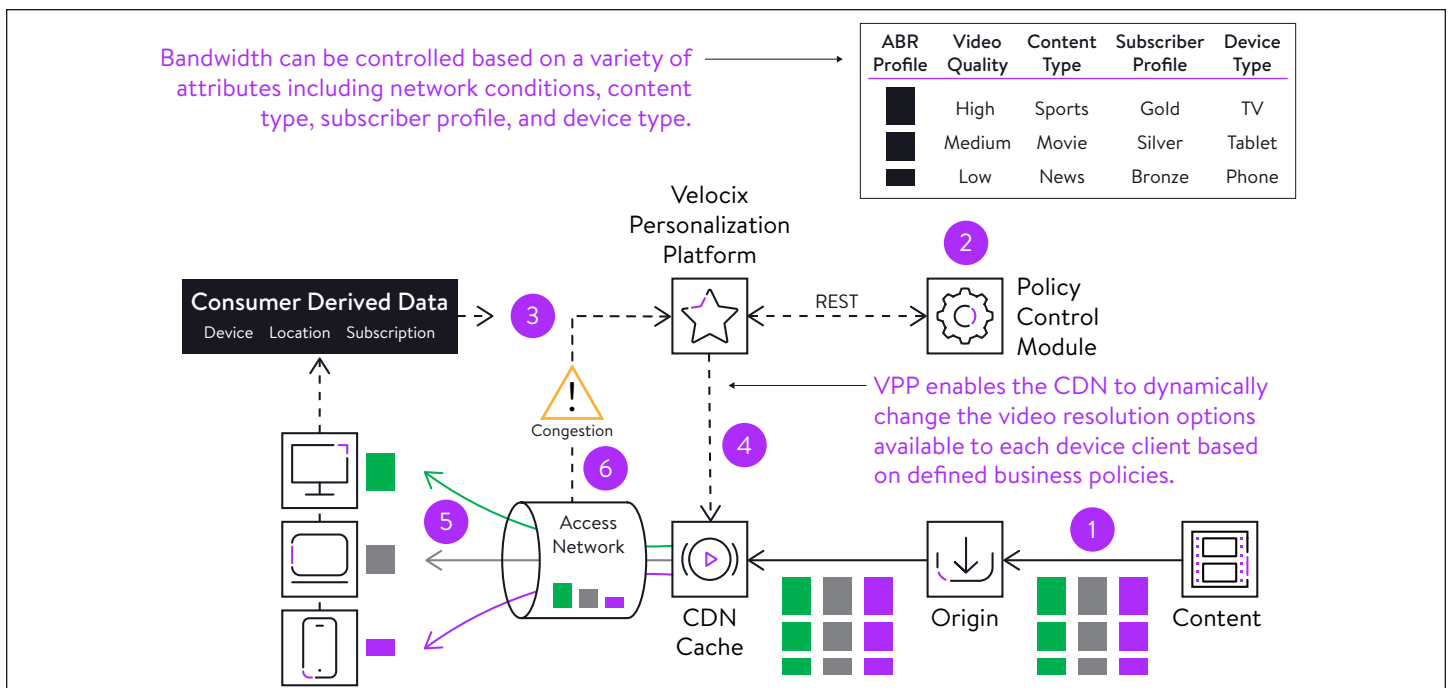 Bandwidth can be controlled based on a variety of
attributes including network conditions, content
type, subscriber profile, and device type.
ABR Profile Video Quality Content Type Subscriber Profile Device Type
High Sports Gold TV
Medium Movie Silver Tablet
Low News Bronze Phone
Velocix
Personalization
Platform
2
Consumer Derived Data
Device Location Subscription
3
REST
Policy
Control
Module
!
Congestion
VPP enables the CDN to dynamically
change the video resolution options
available to each device client based
on defined business policies.
4
6
5
Access
Network
1
CDN
Cache
Origin
Content